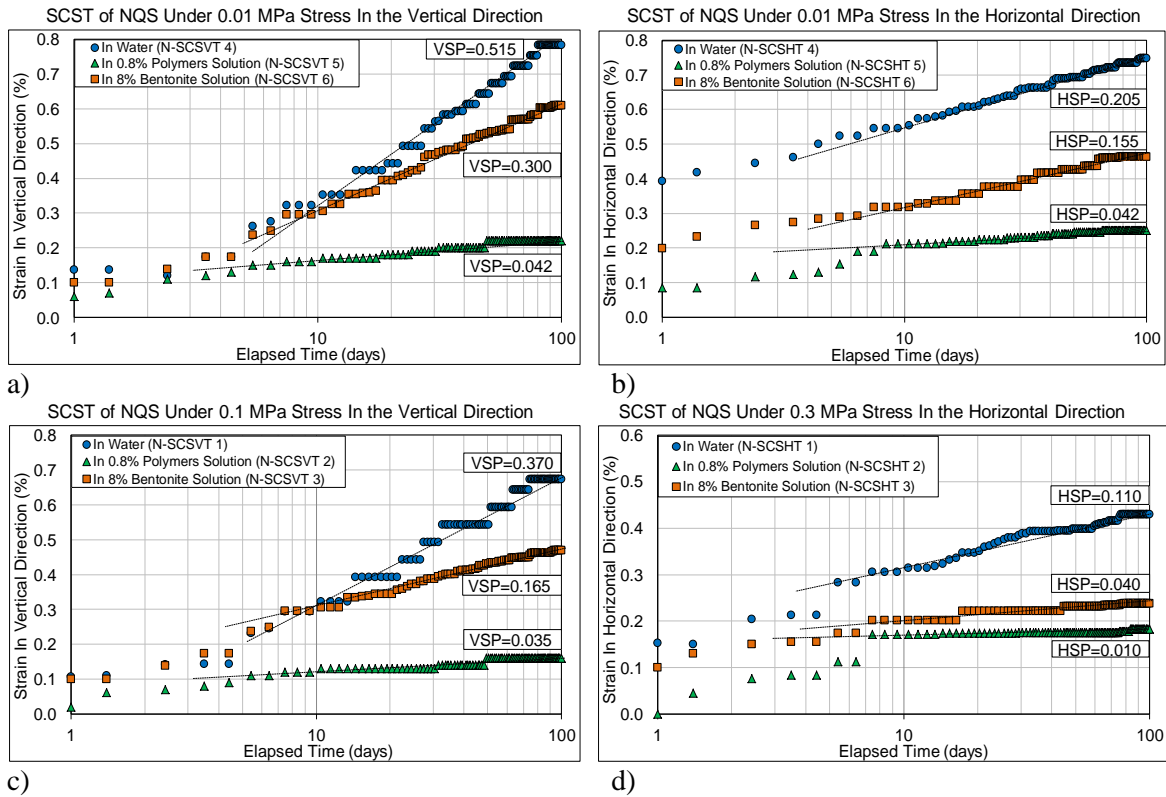 SCST of NQS Under 0.01 MPa Stress In the Vertical Direction
Strain In Vertical Direction (%)
0.8
0.7
0.6
0.5
0.4
0.3
0.2
0.1
0.0
In Water (N-SCSVT 4)
In 0.8% Polymers Solution (N-SCSVT 5)
In 8% Bentonite Solution (N-SCSVT 6)
VSP=0.515
VSP=0.300
VSP=0.042
1
10
100
Elapsed Time (days)
a)
SCST of NQS Under 0.01 MPa Stress In the Horizontal Direction
Strain In Horizontal Direction (%)
0.8
0.7
0.6
0.5
0.4
0.3
0.2
0.1
0.0
In Water (N-SCSHT 4)
In 0.8% Polymers Solution (N-SCSHT 5)
In 8% Bentonite Solution (N-SCSHT 6)
HSP=0.205
HSP=0.155
HSP=0.042
1
10
100
Elapsed Time (days)
b)
SCST of NQS Under 0.1 MPa Stress In the Vertical Direction
Strain In Vertical Direction (%)
0.8
0.7
0.6
0.5
0.4
0.3
0.2
0.1
0.0
In Water (N-SCSVT 1)
In 0.8% Polymers Solution (N-SCSVT 2)
In 8% Bentonite Solution (N-SCSVT 3)
VSP=0.370
VSP=0.165
VSP=0.035
1
10
100
Elapsed Time (days)
c)
SCST of NQS Under 0.3 MPa Stress In the Horizontal Direction
Strain In Horizontal Direction (%)
0.6
0.5
0.4
0.3
0.2
0.1
0.0
In Water (N-SCSHT 1)
In 0.8% Polymers Solution (N-SCSHT 2)
In 8% Bentonite Solution (N-SCSHT 3)
HSP=0.110
HSP=0.040
HSP=0.010
1
10
100
Elapsed Time (days)
d)